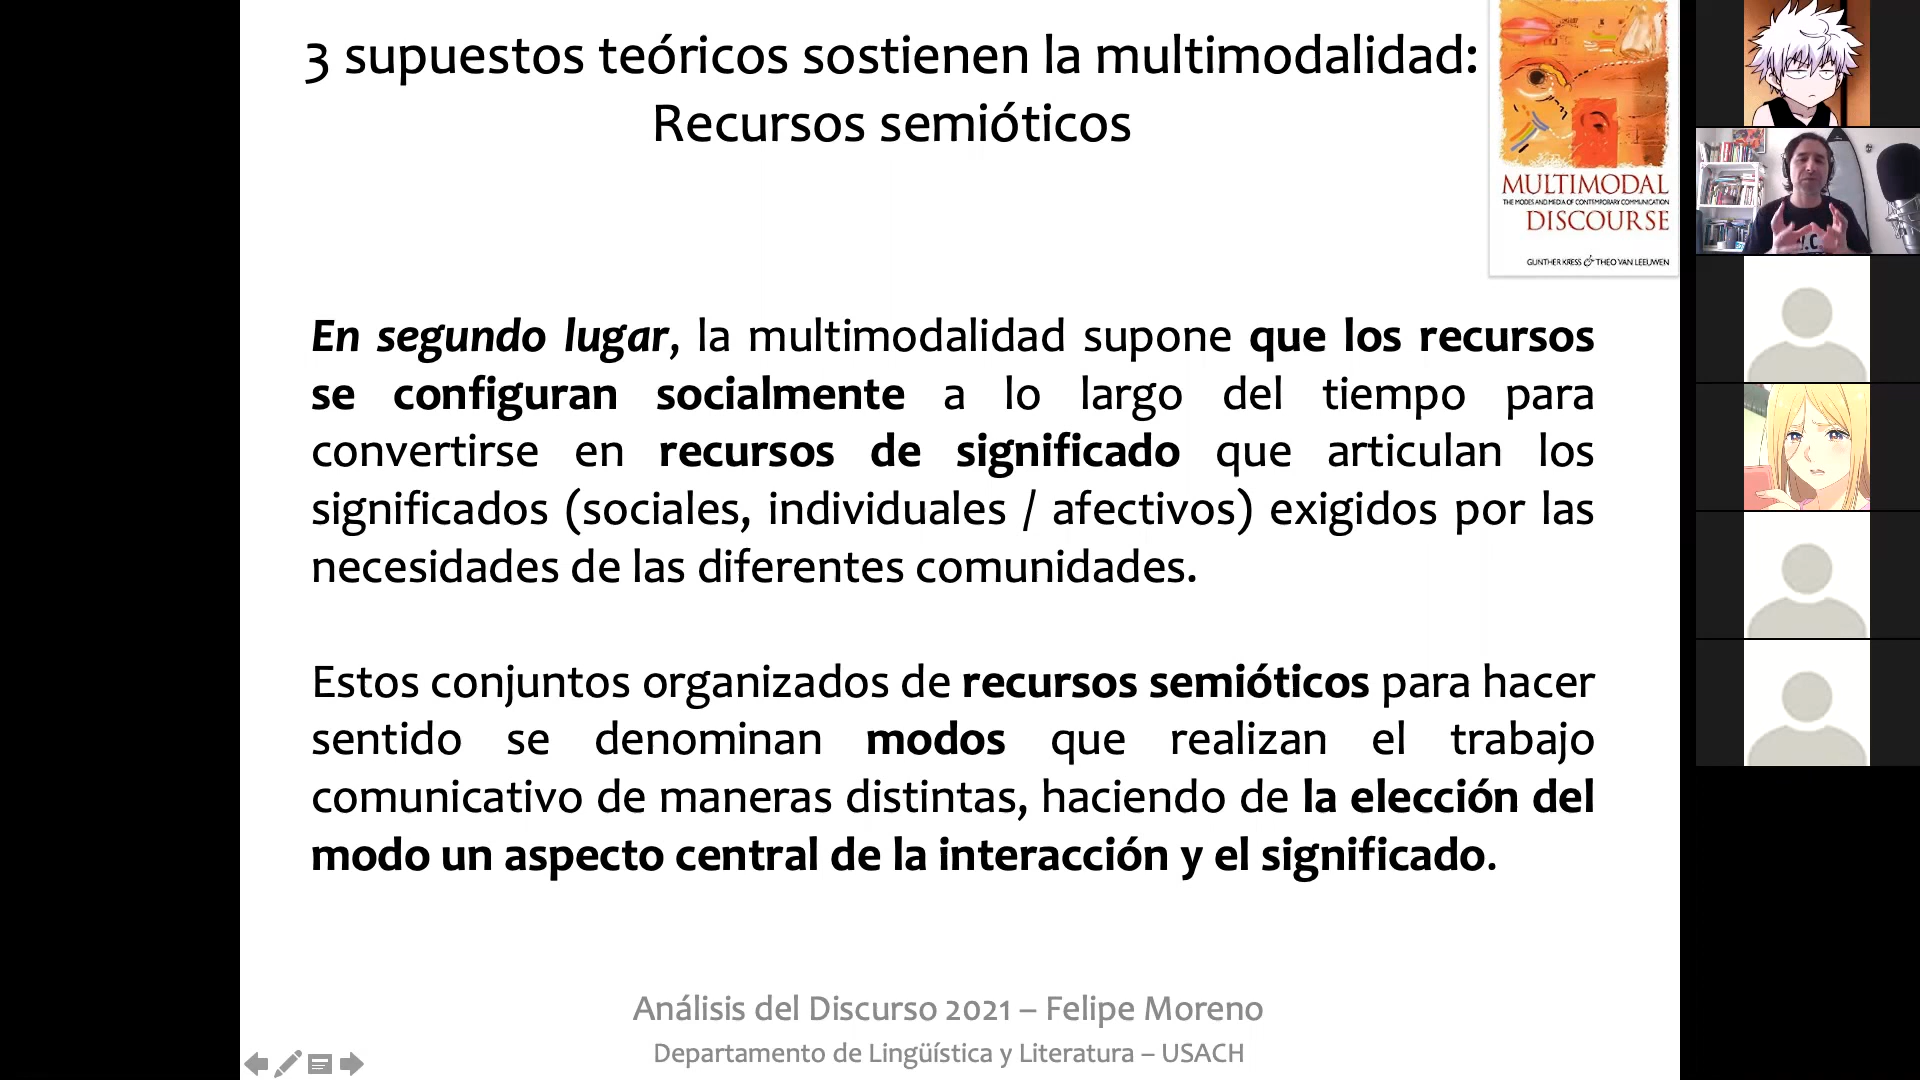 3 supuestos teóricos sostienen la multimodalidad:
Recursos semióticos
MULTIMODAL
THE MODES AND MEDIA OF CONTEMPORARY COMMUNICATION
DISCOURSE
GUNTHER KRESS & THEO VAN LEEUWEN
En segundo lugar, la multimodalidad supone que los recursos
se configuran socialmente a lo largo del tiempo para
convertirse en recursos de significado que articulan los
significados (sociales, individuales / afectivos) exigidos por las
necesidades de las diferentes comunidades.
Estos conjuntos organizados de recursos semióticos para hacer
sentido se denominan modos que realizan el trabajo
comunicativo de maneras distintas, haciendo de la elección del
modo un aspecto central de la interacción y el significado.
Análisis del Discurso 2021 – Felipe Moreno
Departamento de Lingüística y Literatura – USACH